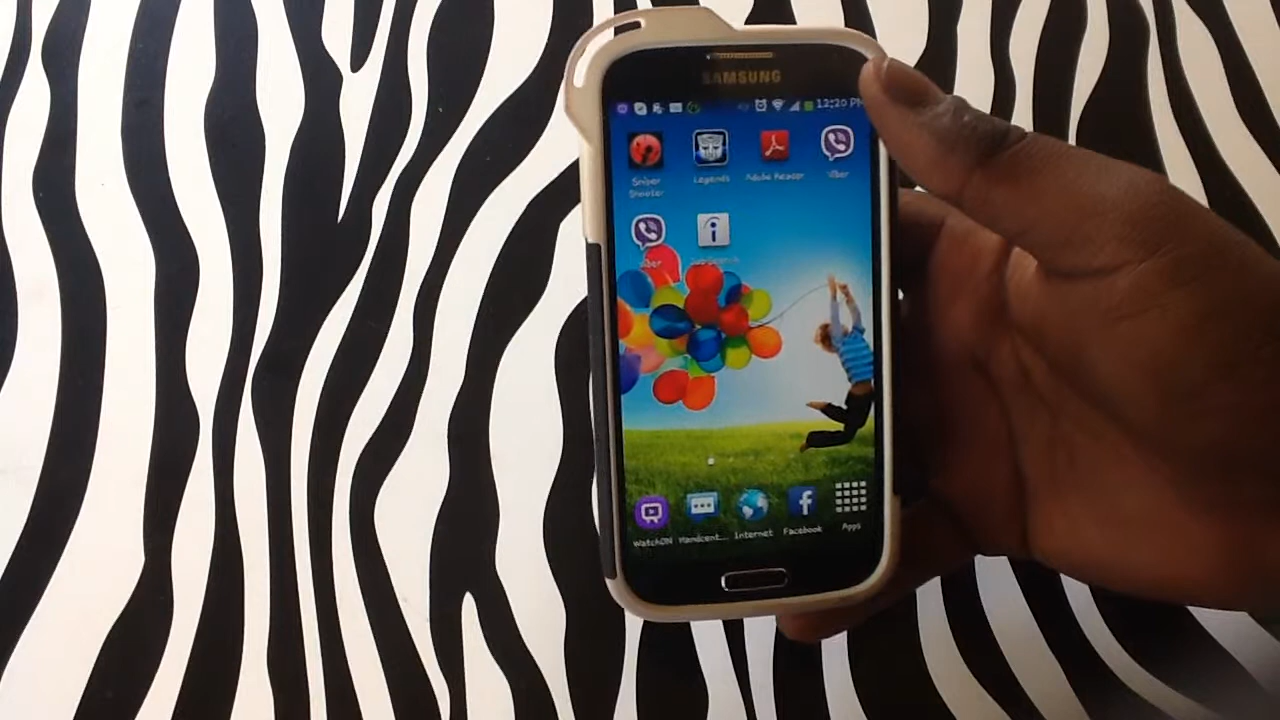 SAMSUNG
12:20 PM
Sniper
Shooter
Legends
Adobe Reader
Viber
Viber
WatchON
Handcent...
Internet
Facebook
Apps